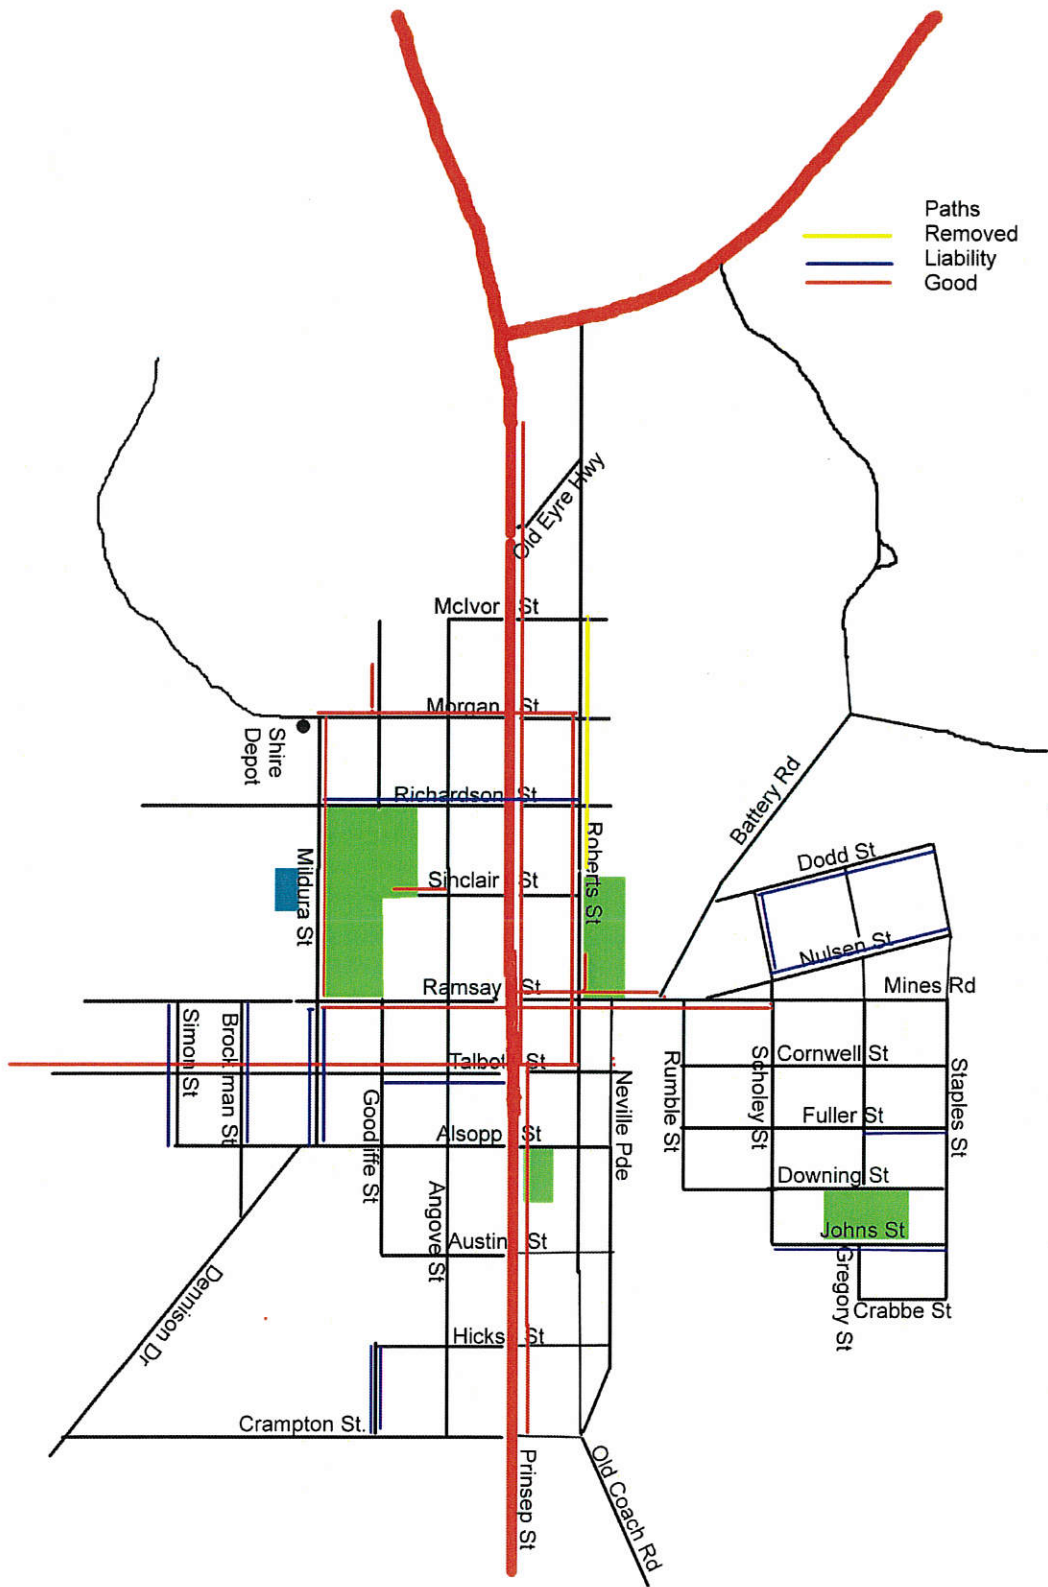 Paths
Removed
Liability
Good
Old Eyre Hwy
McIvor St
Morgan St
Shire
Depot
Richardson St
Battery Rd
Roberts St
Mildura St
Sinclair St
Dodd St
Nulsen St
Ramsay St
Mines Rd
Simon St
Brockman St
Talbot St
Goodliffe St
Neville Pde
Rumble St
Scholey St
Cornwell St
Staples St
Fuller St
Alsopp St
Angove St
Downing St
Johns St
Austin St
Gregory St
Crabbe St
Dennison Dr
Hicks St
Crampton St.
Prinsep St
Old Coach Rd